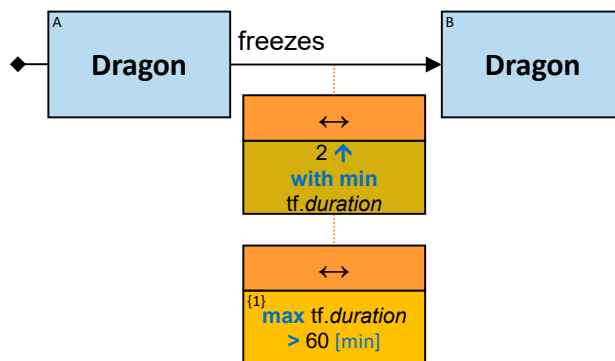 A
Dragon
freezes
B
Dragon
↔
2 ↑
with min
tf.duration
↔
{1}
max tf.duration
> 60 [min]